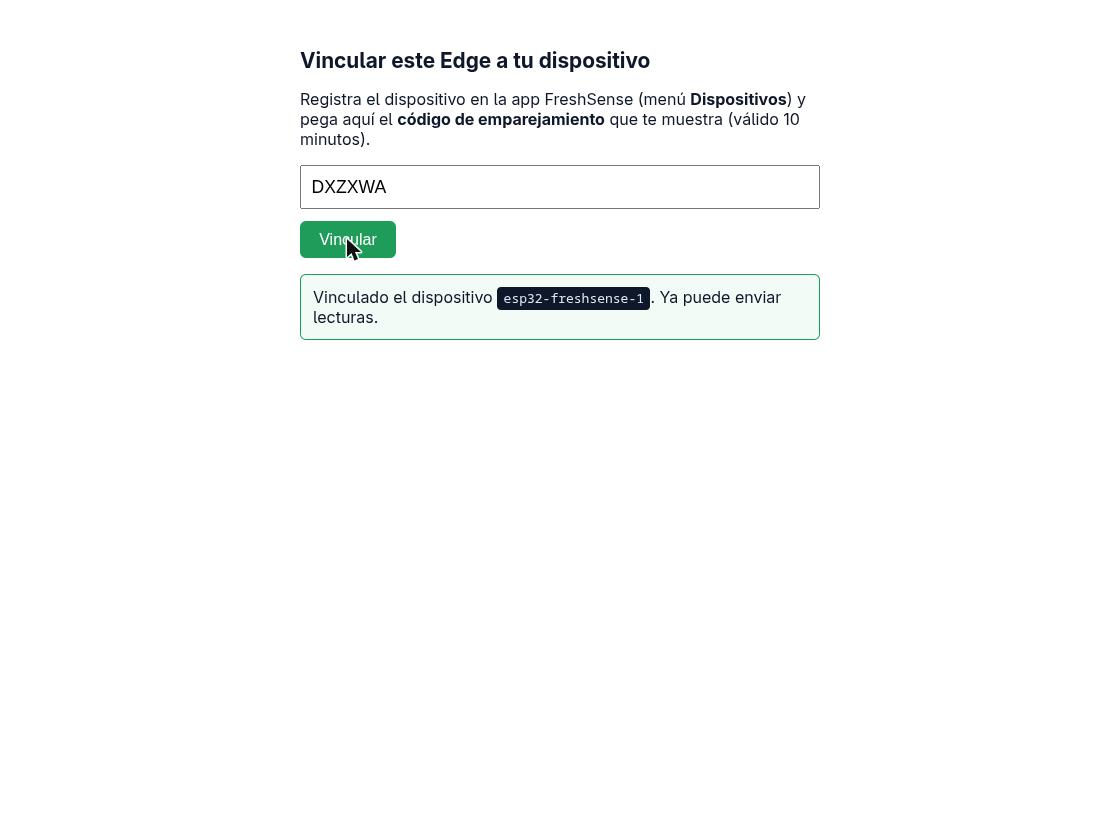 Vincular este Edge a tu dispositivo
Registra el dispositivo en la app FreshSense (menú Dispositivos) y
pega aquí el código de emparejamiento que te muestra (válido 10
minutos).
DXZXWA
Vincular
Vinculado el dispositivo esp32-freshsense-1. Ya puede enviar
lecturas.